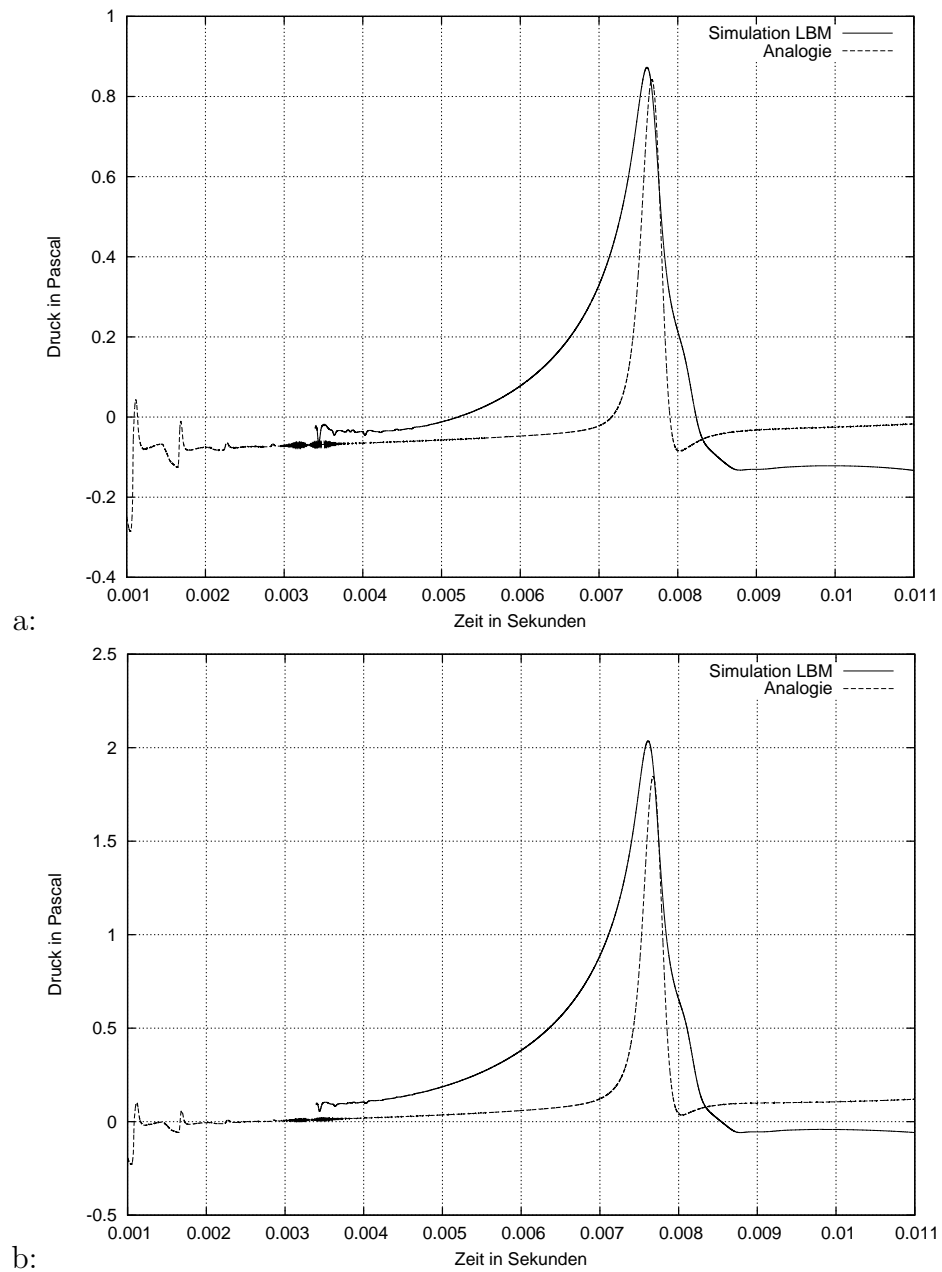 1
0.8
0.6
0.4
0.2
0
-0.2
-0.4
Druck in Pascal
Simulation LBM
Analogie
0.001 0.002 0.003 0.004 0.005 0.006 0.007 0.008 0.009 0.01 0.011
Zeit in Sekunden
a:
2.5
2
1.5
1
0.5
0
-0.5
Druck in Pascal
Simulation LBM
Analogie
0.001 0.002 0.003 0.004 0.005 0.006 0.007 0.008 0.009 0.01 0.011
Zeit in Sekunden
b: